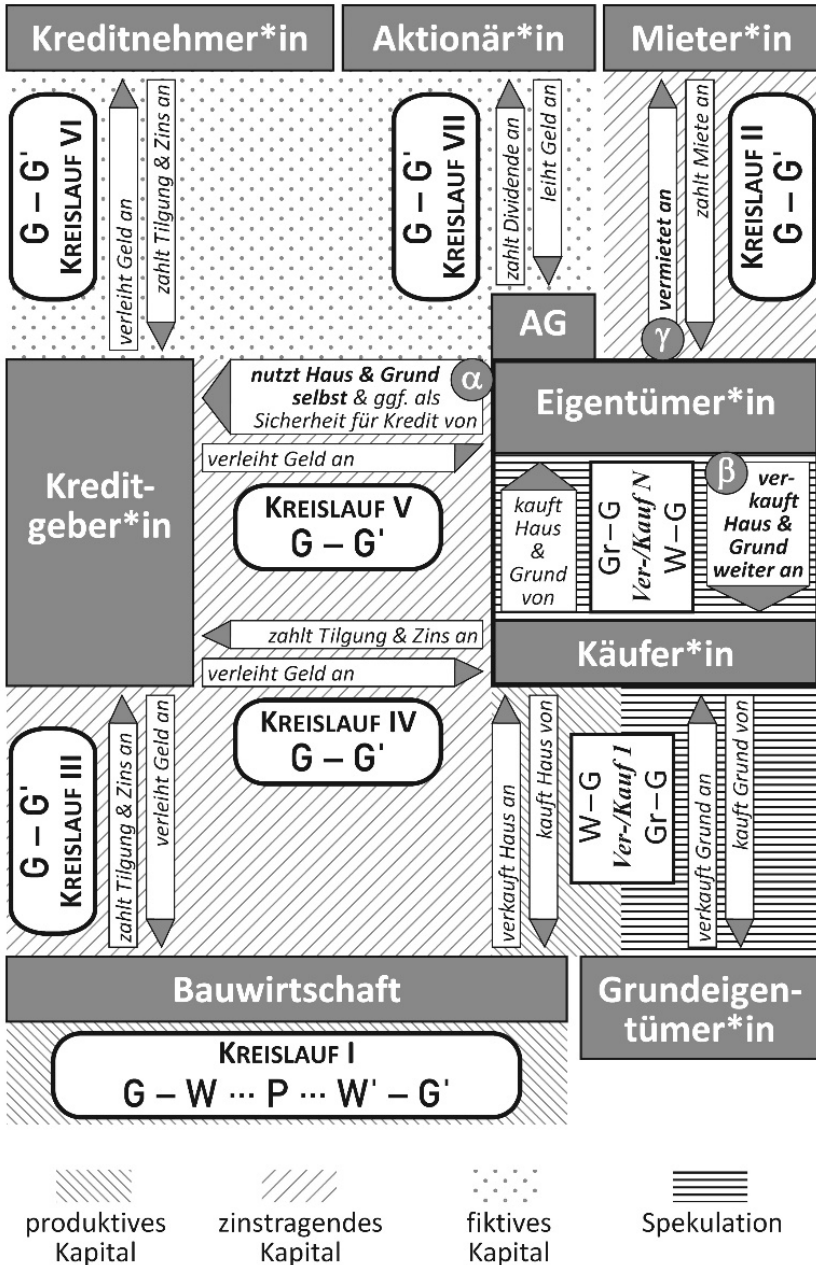 Kreditnehmer*in
Aktionär*in
Mieter*in
G – G'
KREISLAUF VI
verleiht Geld an
zahlt Tilgung & Zins an
G – G'
KREISLAUF VII
zahlt Dividende an
leiht Geld an
vermietet an
zahlt Miete an
KREISLAUF II
G – G'
AG
γ
nutzt Haus & Grund
selbst & ggf. als
Sicherheit für Kredit von
α
verleiht Geld an
Eigentümer*in
Kredit-
geber*in
KREISLAUF V
G – G'
kauft
Haus
&
Grund
von
Gr–G
Ver-/Kauf N
W–G
β
ver-
kauft
Haus &
Grund
weiter an
zahlt Tilgung & Zins an
verleiht Geld an
Käufer*in
KREISLAUF IV
G – G'
G – G'
KREISLAUF III
zahlt Tilgung & Zins an
verleiht Geld an
verkauft Haus an
kauft Haus von
W–G
Ver-/Kauf 1
Gr–G
verkauft Grund an
kauft Grund von
Bauwirtschaft
Grundeigen-
tümer*in
KREISLAUF I
G – W ··· P ··· W' – G'
produktives
Kapital
zinstragendes
Kapital
fiktives
Kapital
Spekulation